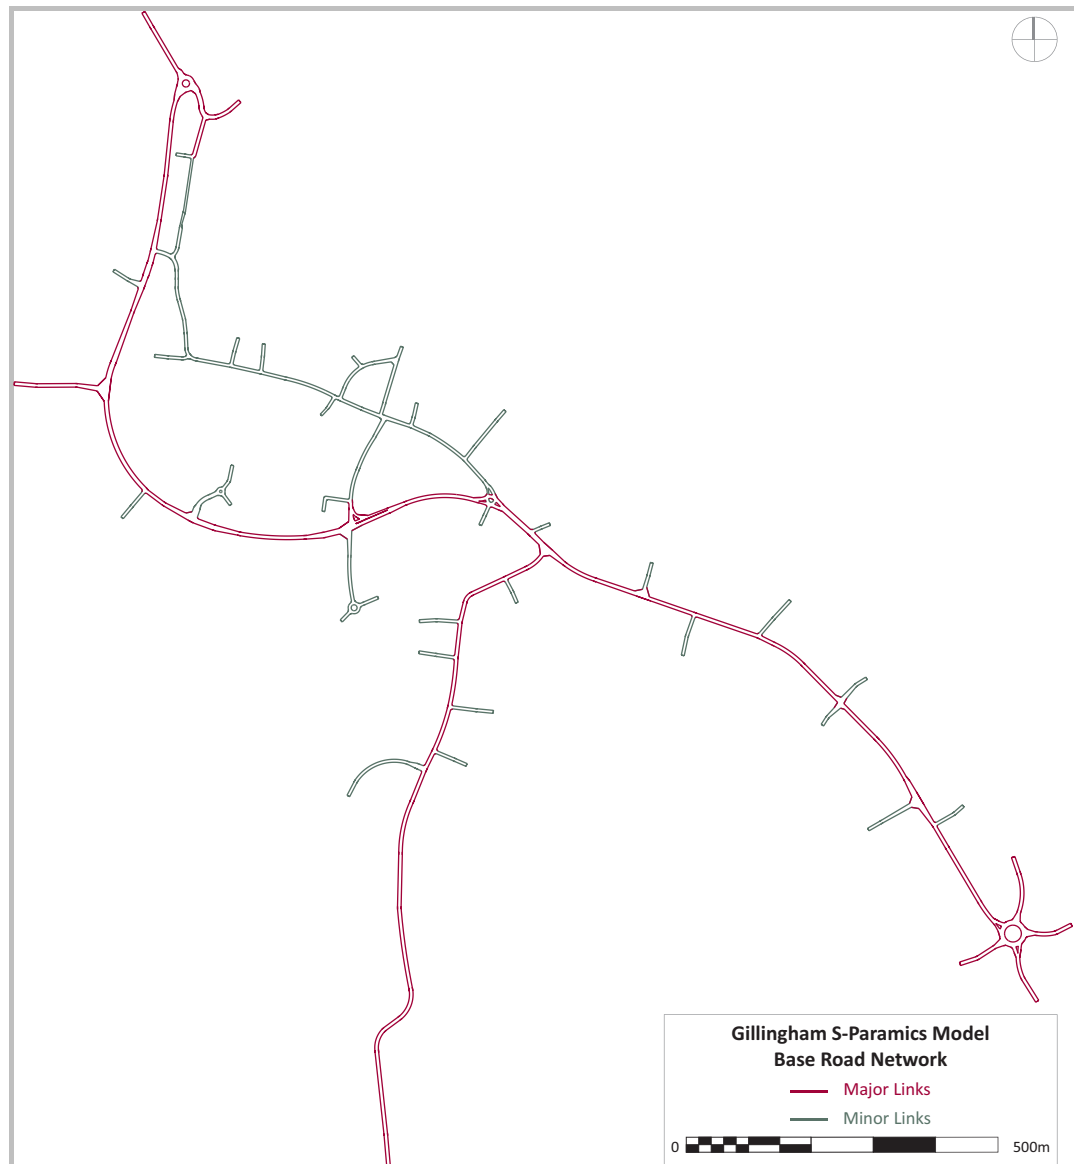 Gillingham S-Paramics Model
Base Road Network
Major Links
Minor Links
0 500m